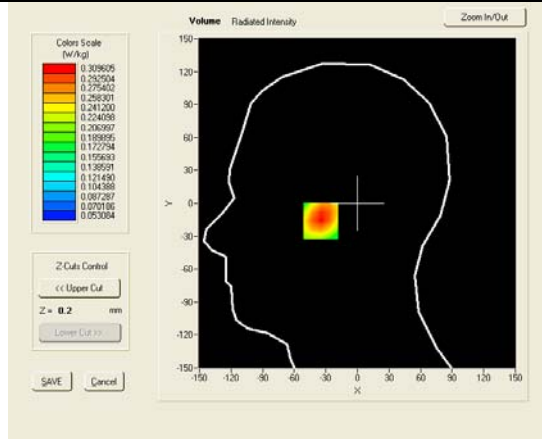 Volume Radiated Intensity
Zoom In/Out
Colors Scale
(W/kg)
0.309605
0.292504
0.275402
0.258301
0.241200
0.224098
0.206997
0.189895
0.172794
0.155693
0.138591
0.121490
0.104388
0.087287
0.070186
0.053084
Z-Cuts Control
<< Upper Cut
Z = 0.2 mm
Lower Cut >>
SAVE Cancel
150
120
90
60
30
0
-30
-60
-90
-120
-150
Y
-150 -120 -90 -60 -30 0 30 60 90 120 150
X